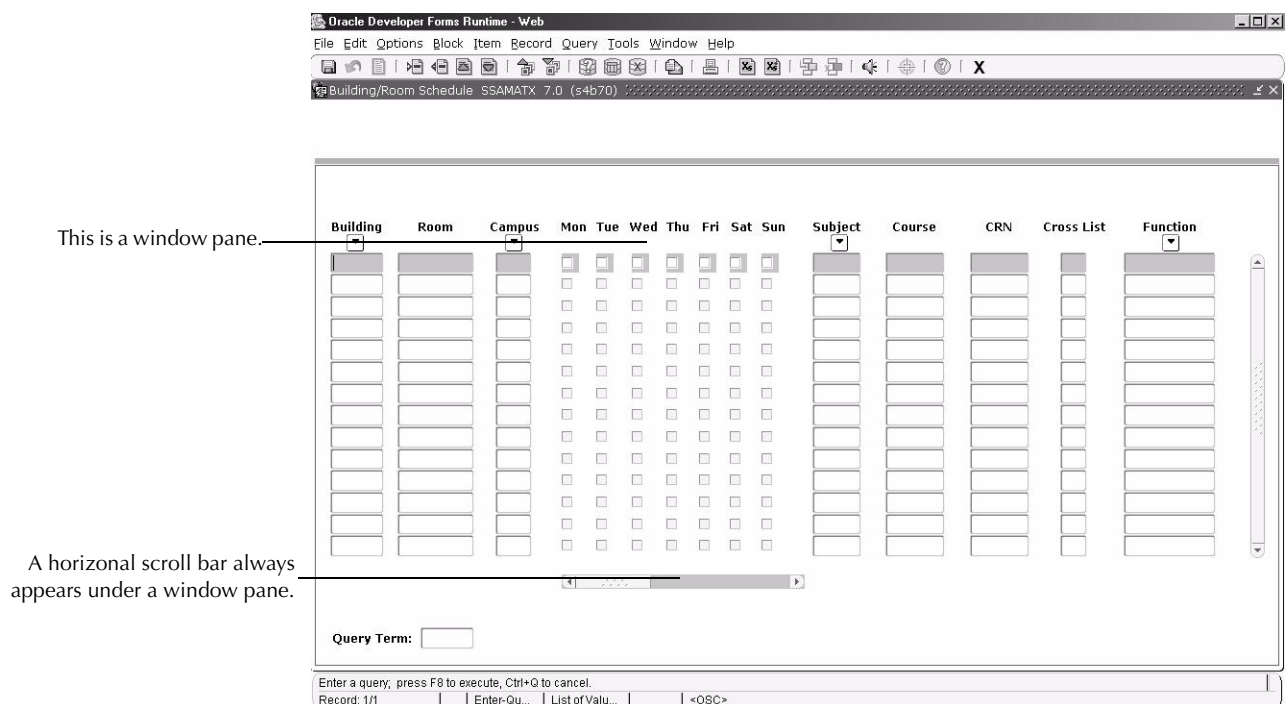 Oracle Developer Forms Runtime - Web
File Edit Options Block Item Record Query Tools Window Help
Building/Room Schedule SSAMATX 7.0 (s4b70)
Building Room Campus Mon Tue Wed Thu Fri Sat Sun Subject Course CRN Cross List Function
This is a window pane.
A horizonal scroll bar always
appears under a window pane.
Query Term:
Enter a query; press F8 to execute, Ctrl+Q to cancel.
Record: 1/1 Enter-Qu... List of Valu... <OSC>